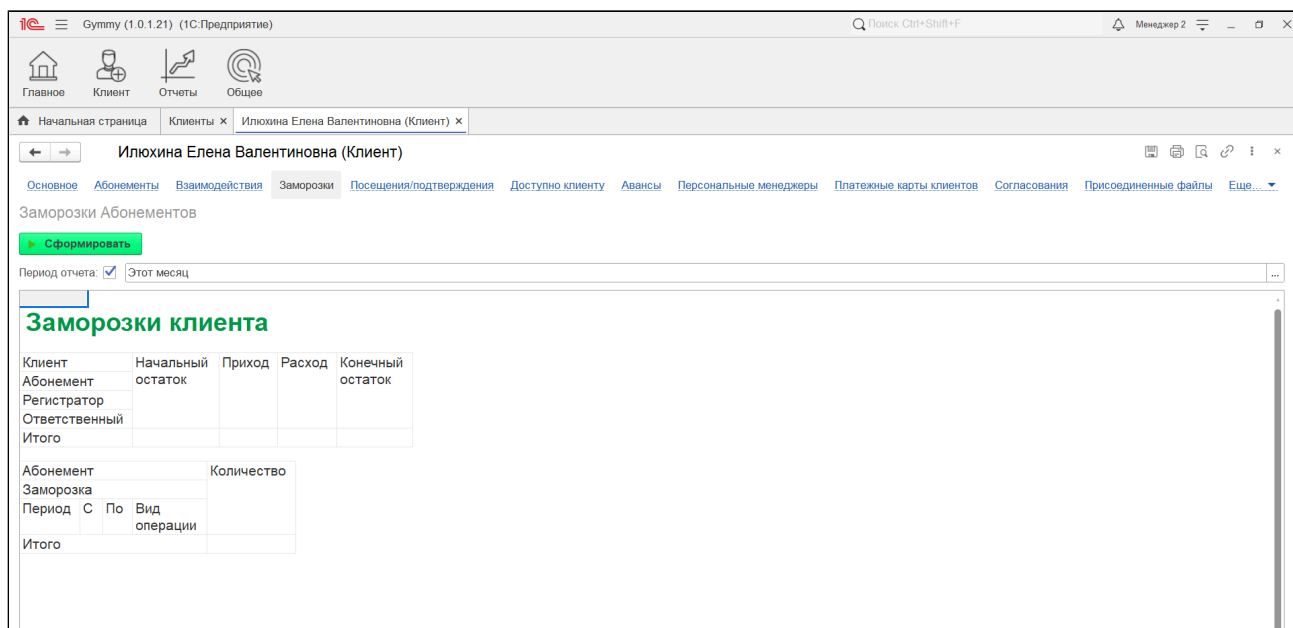 1С Gymmy (1.0.1.21) (1С:Предприятие) Поиск Ctrl+Shift+F Менеджер 2
Главное Клиент Отчеты Общее
Начальная страница Клиенты × Илюхина Елена Валентиновна (Клиент) ×
Илюхина Елена Валентиновна (Клиент)
Основное Абонементы Взаимодействия Заморозки Посещения/подтверждения Доступно клиенту Авансы Персональные менеджеры Платежные карты клиентов Согласования Присоединенные файлы Еще...
Заморозки Абонементов
Сформировать
Период отчета: Этот месяц ...
Заморозки клиента
Клиент Начальный Приход Расход Конечный
Абонемент остаток остаток
Регистратор
Ответственный
Итого
Абонемент Количество
Заморозка
Период С По Вид
операции
Итого